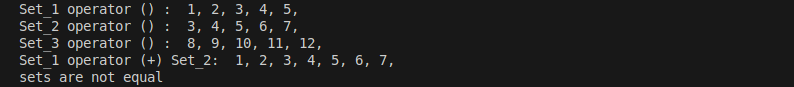 Set_1 operator () :  1, 2, 3, 4, 5,
Set_2 operator () :  3, 4, 5, 6, 7,
Set_3 operator () :  8, 9, 10, 11, 12,
Set_1 operator (+) Set_2:  1, 2, 3, 4, 5, 6, 7,
sets are not equal